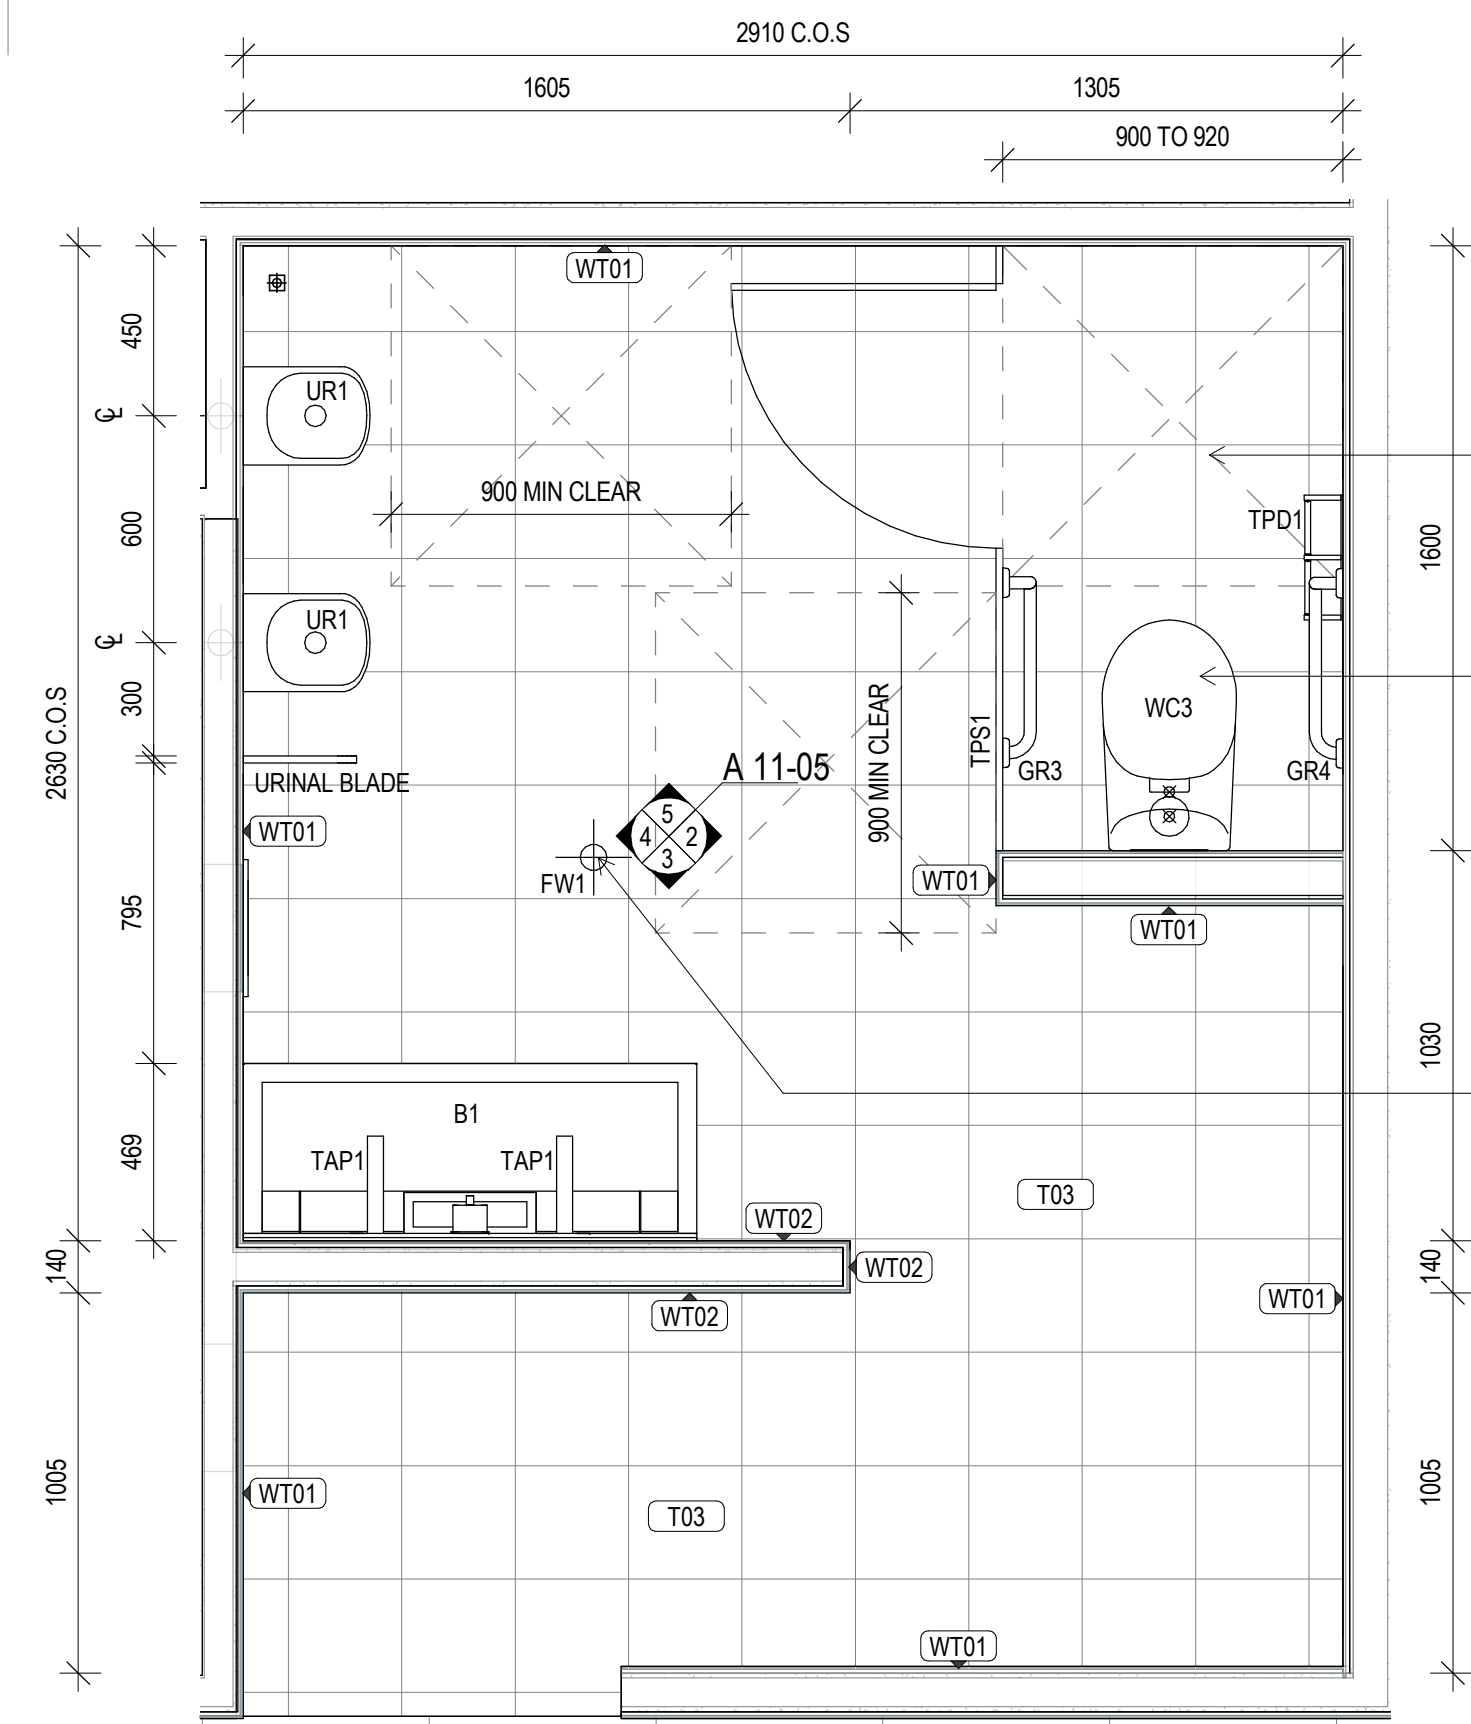 2910 C.O.S
1605
1305
900 TO 920
WT01
450
UR1
℄
900 MIN CLEAR
TPD1
600
1600
UR1
℄
300
2630 C.O.S
900 MIN CLEAR
TPS1
WC3
URINAL BLADE
A 11-05
GR3
GR4
WT01
5
4
2
3
FW1
WT01
WT01
795
1030
B1
469
TAP1
TAP1
T03
WT02
140
WT02
140
WT02
WT01
1005
WT01
T03
1005
WT01